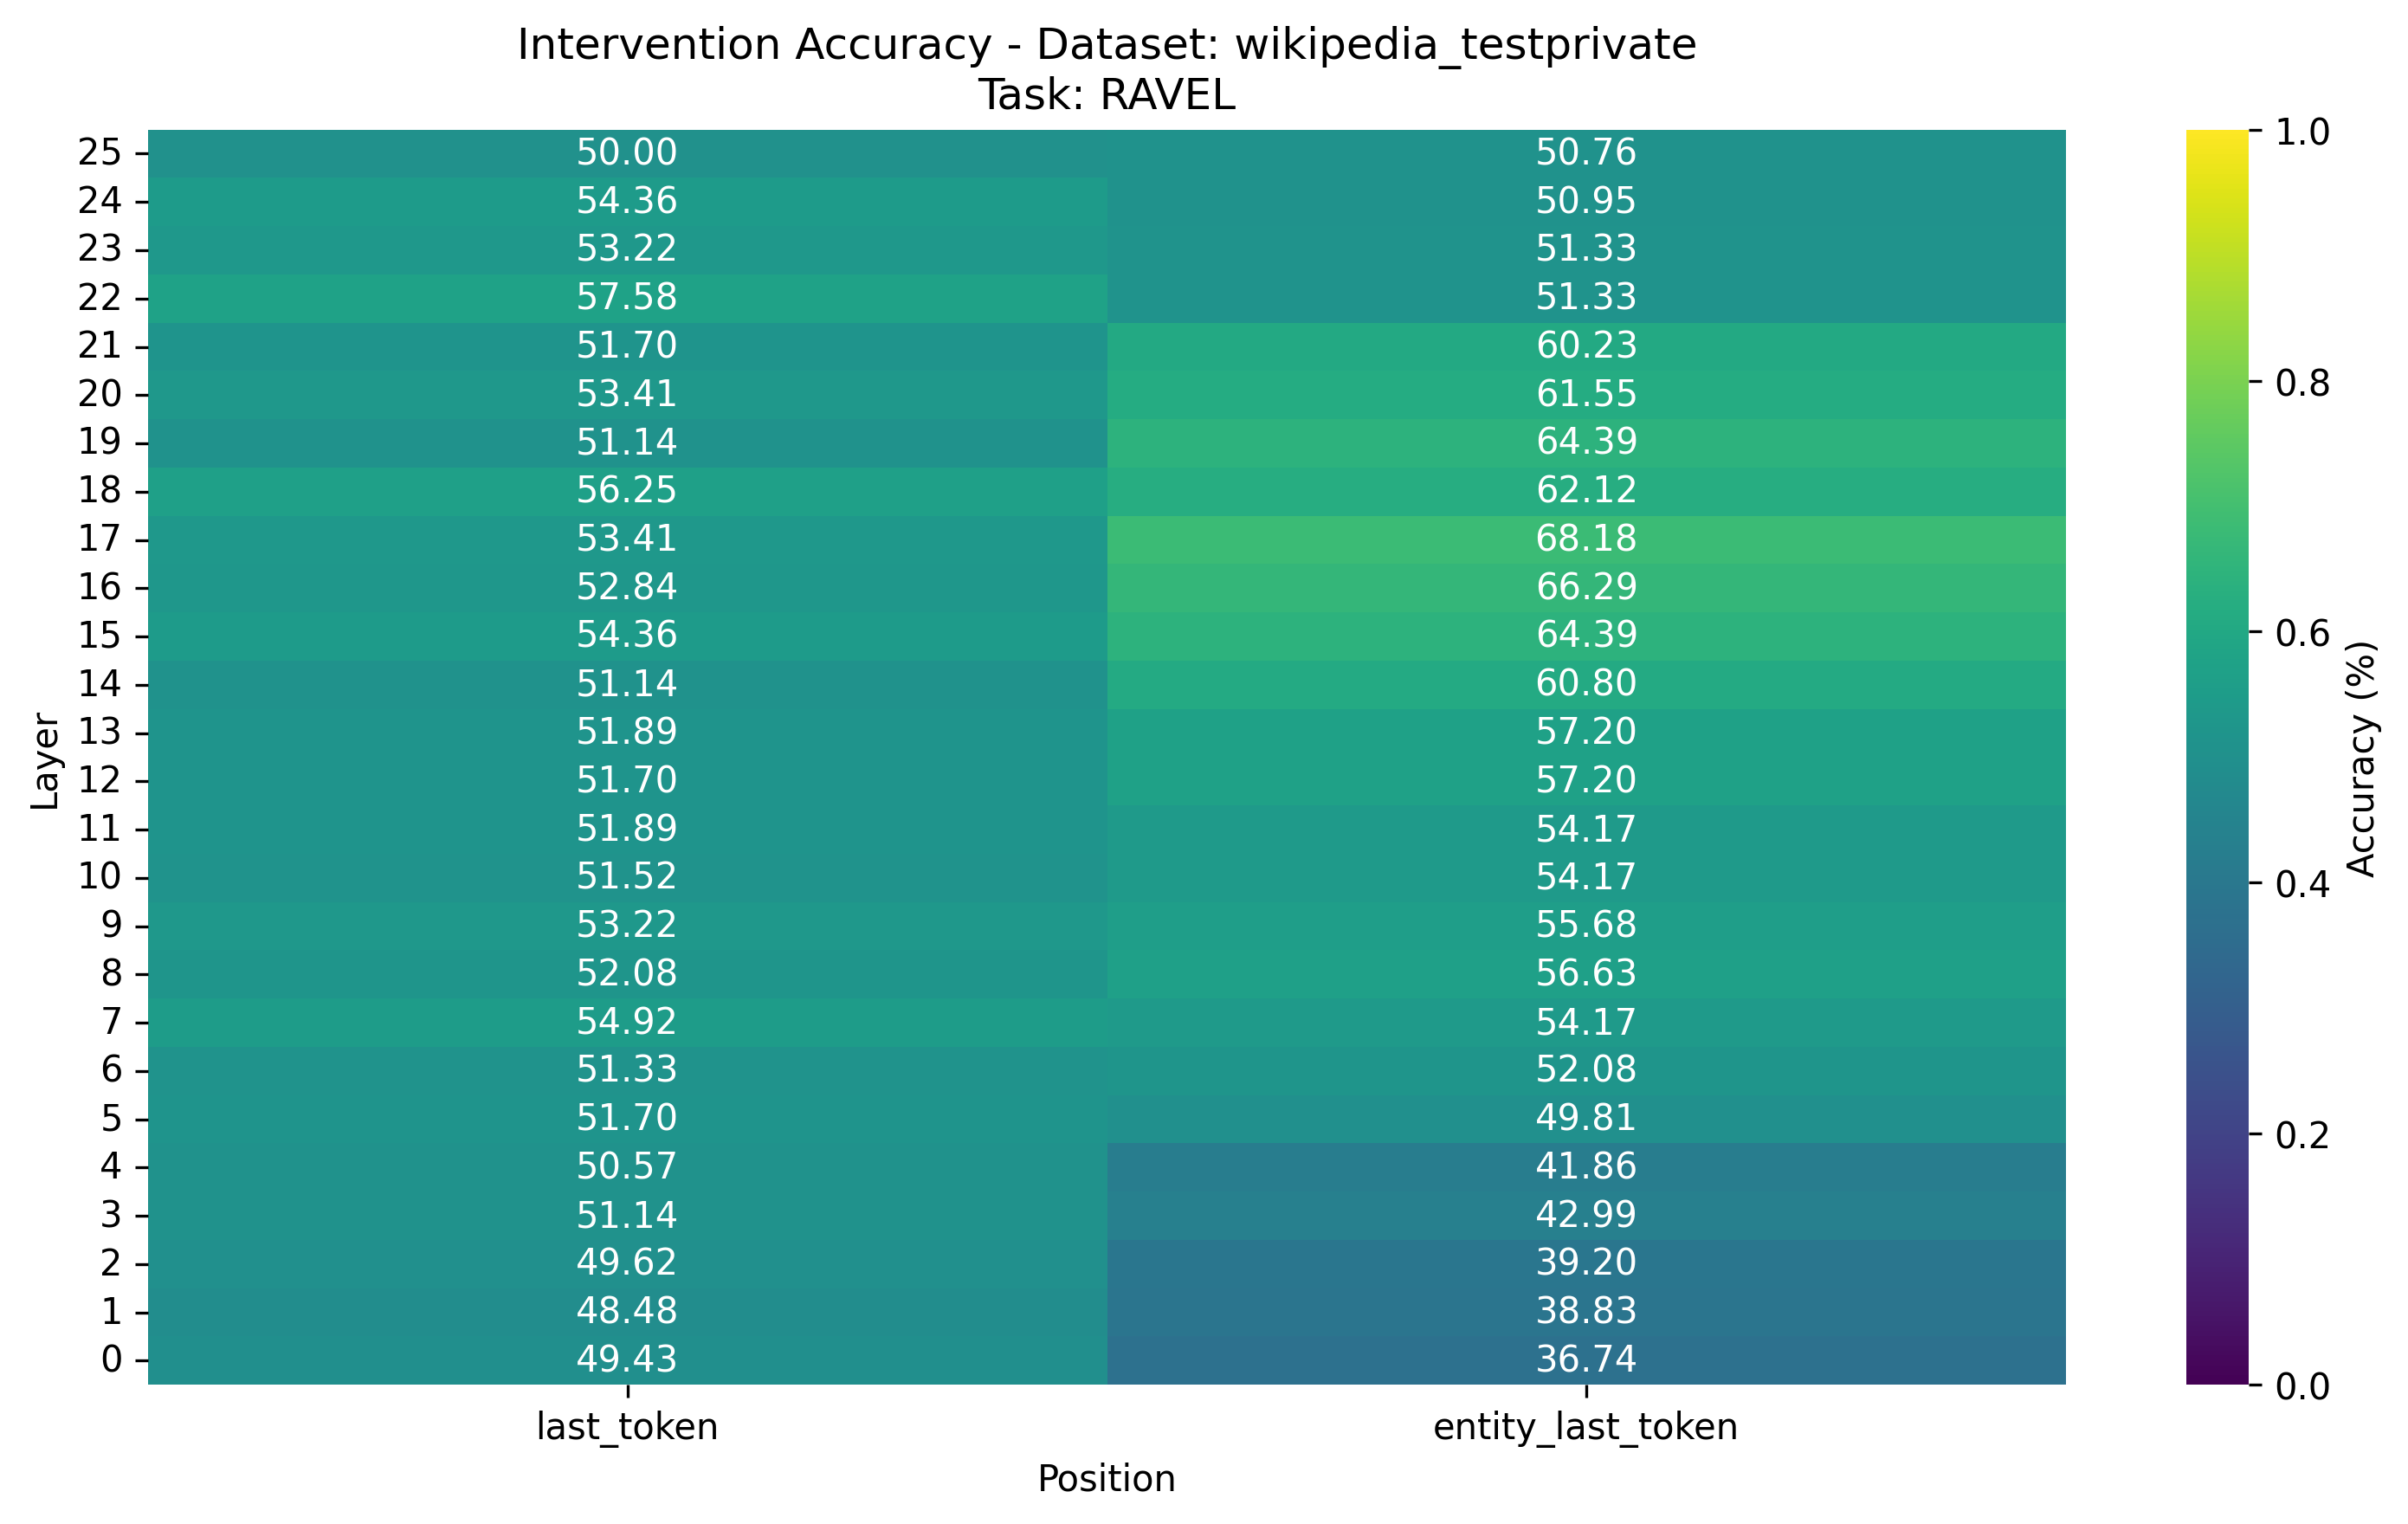 Intervention Accuracy - Dataset: wikipedia_testprivate
Task: RAVEL
25 50.00 50.76
24 54.36 50.95
23 53.22 51.33
22 57.58 51.33
21 51.70 60.23
20 53.41 61.55
19 51.14 64.39
18 56.25 62.12
17 53.41 68.18
16 52.84 66.29
15 54.36 64.39
14 51.14 60.80
13 51.89 57.20
12 51.70 57.20
11 51.89 54.17
10 51.52 54.17
9 53.22 55.68
8 52.08 56.63
7 54.92 54.17
6 51.33 52.08
5 51.70 49.81
4 50.57 41.86
3 51.14 42.99
2 49.62 39.20
1 48.48 38.83
0 49.43 36.74
last_token entity_last_token
Position
Layer
1.0
0.8
0.6
0.4
0.2
0.0
Accuracy (%)